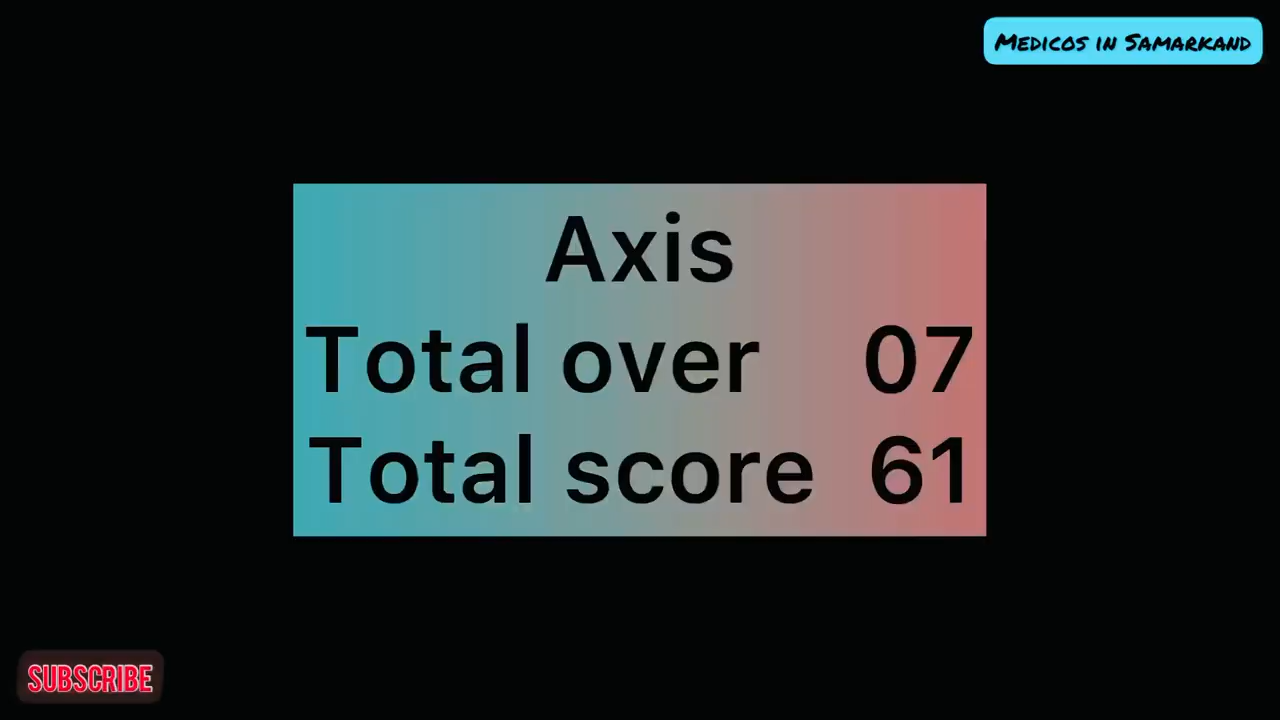 Medicos in Samarkand
Axis
Total over 07
Total score 61
SUBSCRIBE